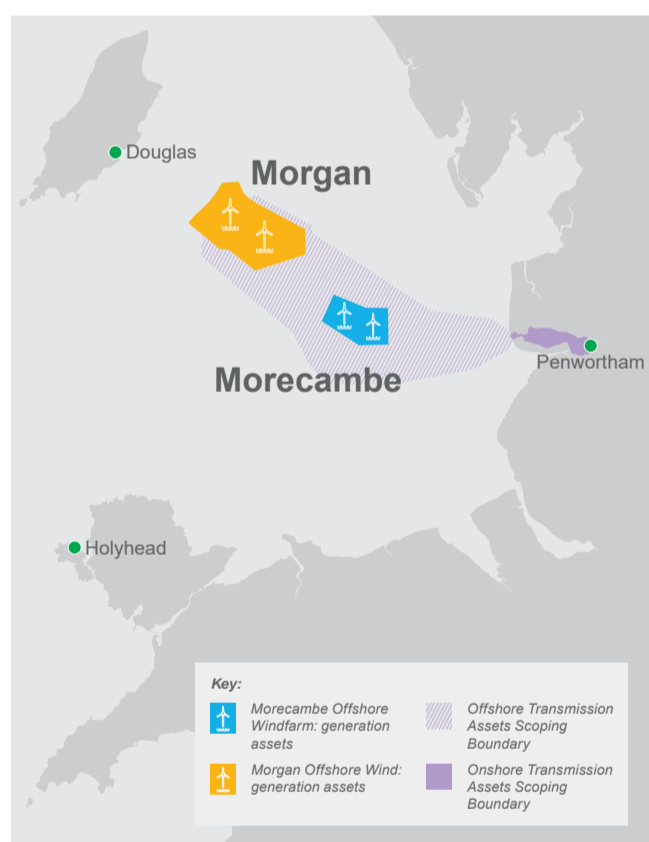 Douglas
Morgan
Morecambe
Penwortham
Holyhead
Key:
Morecambe Offshore
Windfarm: generation
assets
Morgan Offshore Wind:
generation assets
Offshore Transmission
Assets Scoping
Boundary
Onshore Transmission
Assets Scoping
Boundary